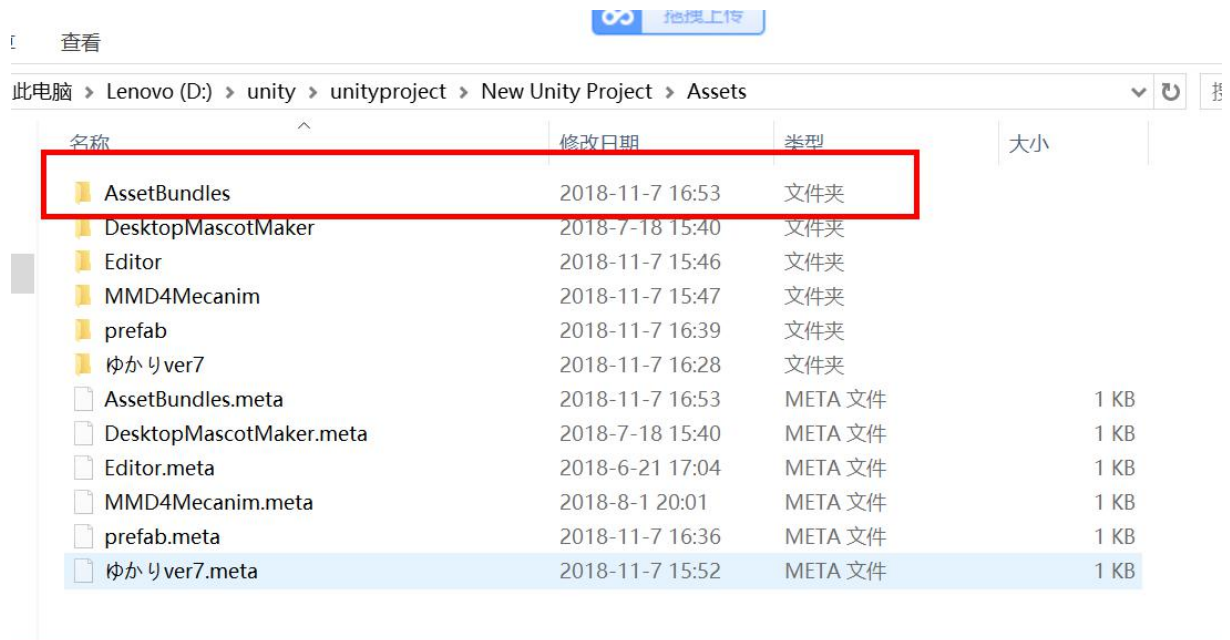 拖拽上传
查看
此电脑 > Lenovo (D:) > unity > unityproject > New Unity Project > Assets
名称 修改日期 类型 大小
AssetBundles 2018-11-7 16:53 文件夹
DesktopMascotMaker 2018-7-18 15:40 文件夹
Editor 2018-11-7 15:46 文件夹
MMD4Mecanim 2018-11-7 15:47 文件夹
prefab 2018-11-7 16:39 文件夹
ゆかりver7 2018-11-7 16:28 文件夹
AssetBundles.meta 2018-11-7 16:53 META 文件 1 KB
DesktopMascotMaker.meta 2018-7-18 15:40 META 文件 1 KB
Editor.meta 2018-6-21 17:04 META 文件 1 KB
MMD4Mecanim.meta 2018-8-1 20:01 META 文件 1 KB
prefab.meta 2018-11-7 16:36 META 文件 1 KB
ゆかりver7.meta 2018-11-7 15:52 META 文件 1 KB